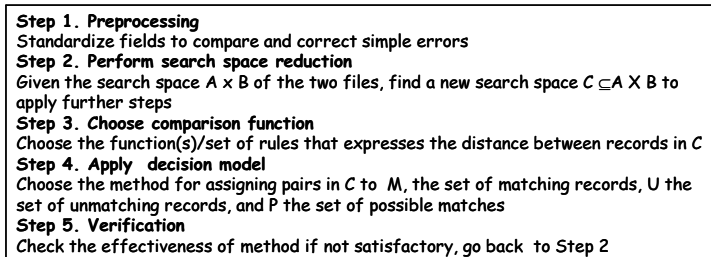 Step 1. Preprocessing
Standardize fields to compare and correct simple errors
Step 2. Perform search space reduction
Given the search space A x B of the two files, find a new search space C ⊆A X B to
apply further steps
Step 3. Choose comparison function
Choose the function(s)/set of rules that expresses the distance between records in C
Step 4. Apply decision model
Choose the method for assigning pairs in C to M, the set of matching records, U the
set of unmatching records, and P the set of possible matches
Step 5. Verification
Check the effectiveness of method if not satisfactory, go back to Step 2